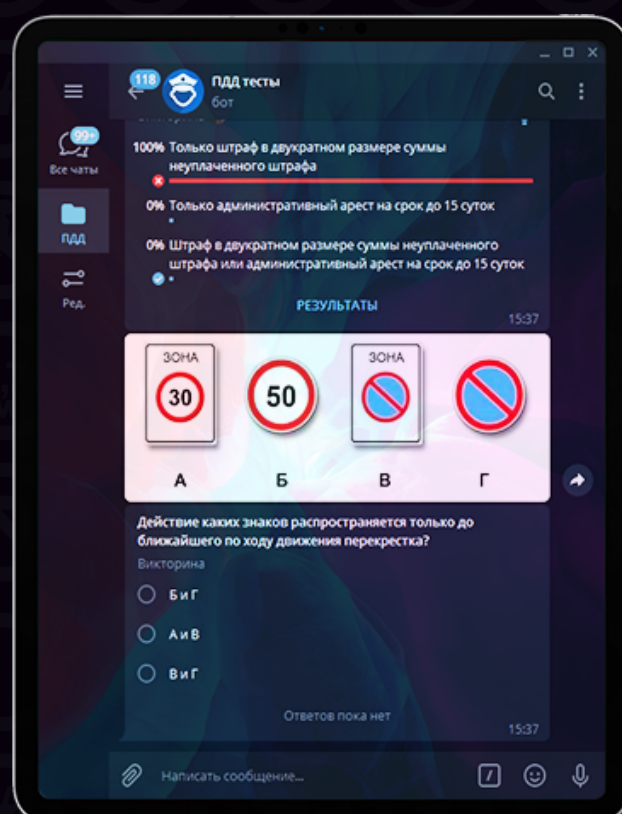 118
ПДД тесты
бот
99+
Все чаты
ПДД
Ред.
100% Только штраф в двукратном размере суммы
неуплаченного штрафа
0% Только административный арест на срок до 15 суток
0% Штраф в двукратном размере суммы неуплаченного
штрафа или административный арест на срок до 15 суток
РЕЗУЛЬТАТЫ
15:37
ЗОНА
30
50
ЗОНА
А
Б
В
Г
Действие каких знаков распространяется только до
ближайшего по ходу движения перекрестка?
Викторина
Б и Г
А и В
В и Г
Ответов пока нет
15:37
Написать сообщение...